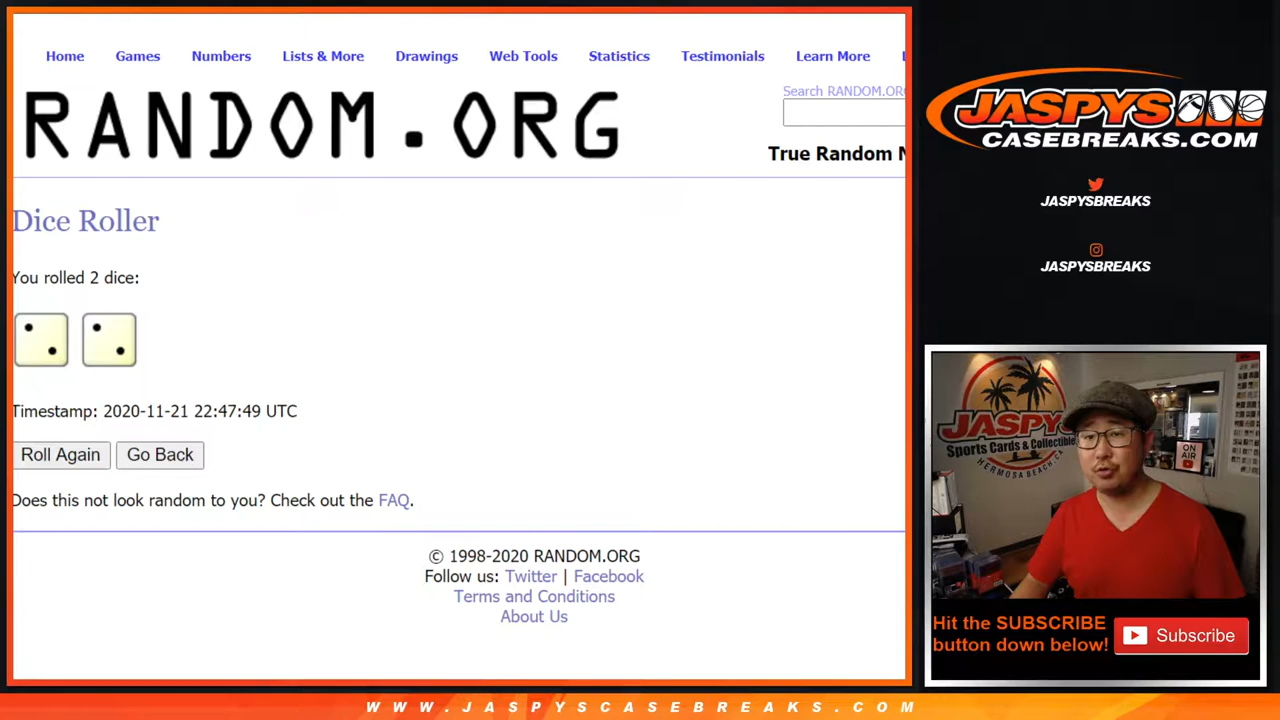 Home Games Numbers Lists & More Drawings Web Tools Statistics Testimonials Learn More
Search RANDOM.ORG
RANDOM.ORG
True Random N
Dice Roller
You rolled 2 dice:
Timestamp: 2020-11-21 22:47:49 UTC
Roll Again Go Back
Does this not look random to you? Check out the FAQ.
© 1998-2020 RANDOM.ORG
Follow us: Twitter | Facebook
Terms and Conditions
About Us
JASPYS
CASEBREAKS.COM
JASPYSBREAKS
JASPYSBREAKS
JASPYS
Sports Cards & Collectible
HERMOSA BEACH, CA
ON AIR
Hit the SUBSCRIBE
button down below!
Subscribe
WWW.JASPYSCASEBREAKS.COM